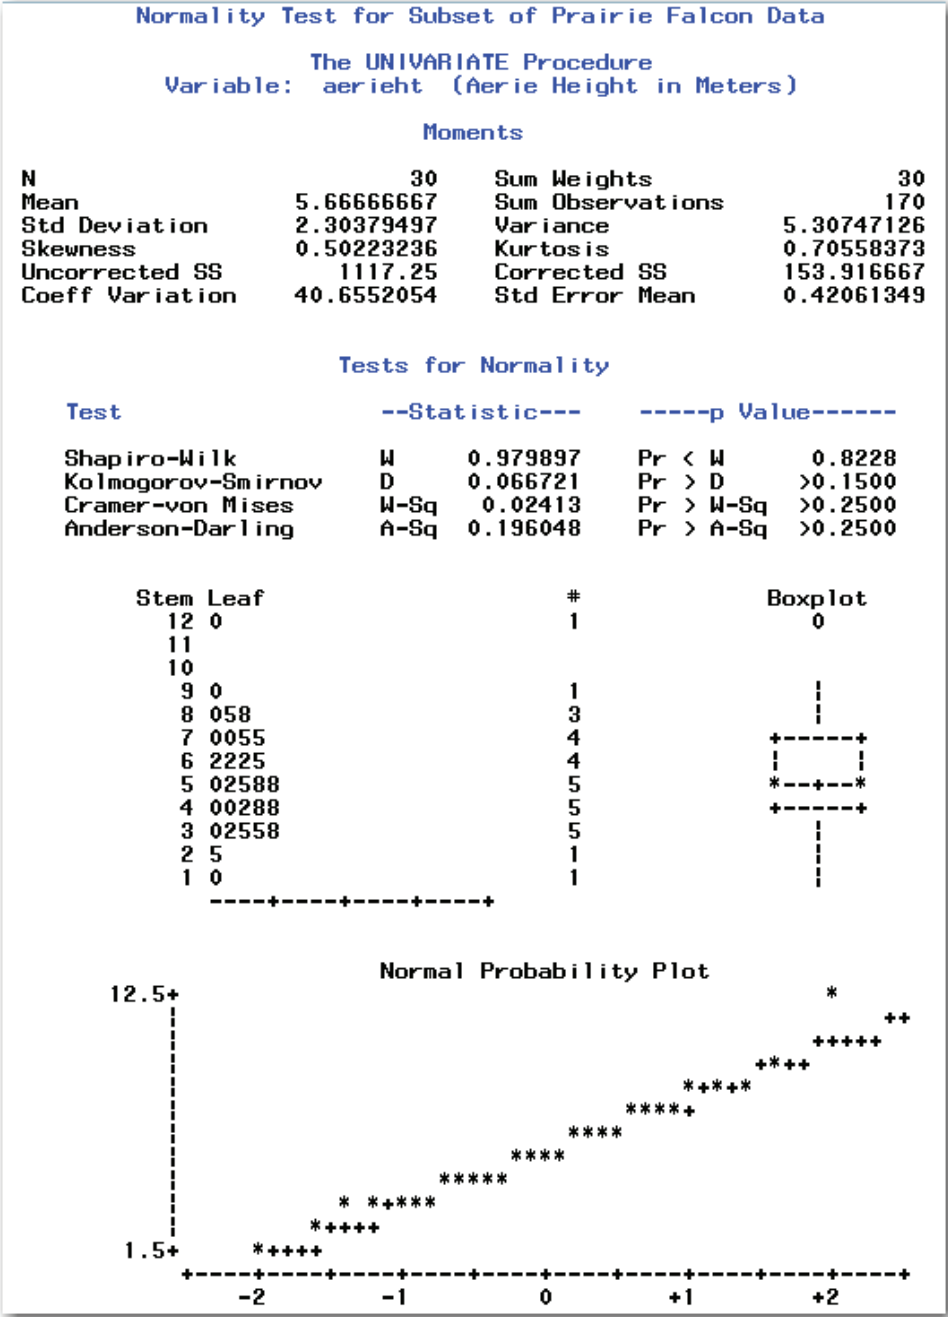 Normality Test for Subset of Prairie Falcon Data
The UNIVARIATE Procedure
Variable:  aerieht  (Aerie Height in Meters)
Moments
N                          30    Sum Weights                30
Mean               5.66666667    Sum Observations          170
Std Deviation      2.30379497    Variance           5.30747126
Skewness           0.50223236    Kurtosis           0.70558373
Uncorrected SS        1117.25    Corrected SS       153.916667
Coeff Variation    40.6552054    Std Error Mean     0.42061349
Tests for Normality
Test                  --Statistic---    -----p Value------
Shapiro-Wilk          W     0.979897    Pr < W      0.8228
Kolmogorov-Smirnov    D     0.066721    Pr > D     >0.1500
Cramer-von Mises      W-Sq   0.02413    Pr > W-Sq  >0.2500
Anderson-Darling      A-Sq  0.196048    Pr > A-Sq  >0.2500
Stem Leaf                     #             Boxplot
12 0                     1                0
11
10
9 0                     1                |
8 058                   3                |
7 0055                  4             +-----+
6 2225                  4             |     |
5 02588                 5             *--+--*
4 00288                 5             +-----+
3 02558                 5                |
2 5                     1                |
1 0                     1                |
----+----+----+----+
Normal Probability Plot
12.5+                                              *
|                                                  ++
|                                             +++++
|                                         +*++
|                                    *+*+*
|                                ****+
|                            ****
|                        ****
|                   *****
|            * *+***
|          *++++
1.5+     *++++
+----+----+----+----+----+----+----+----+----+----+
-2        -1         0        +1        +2